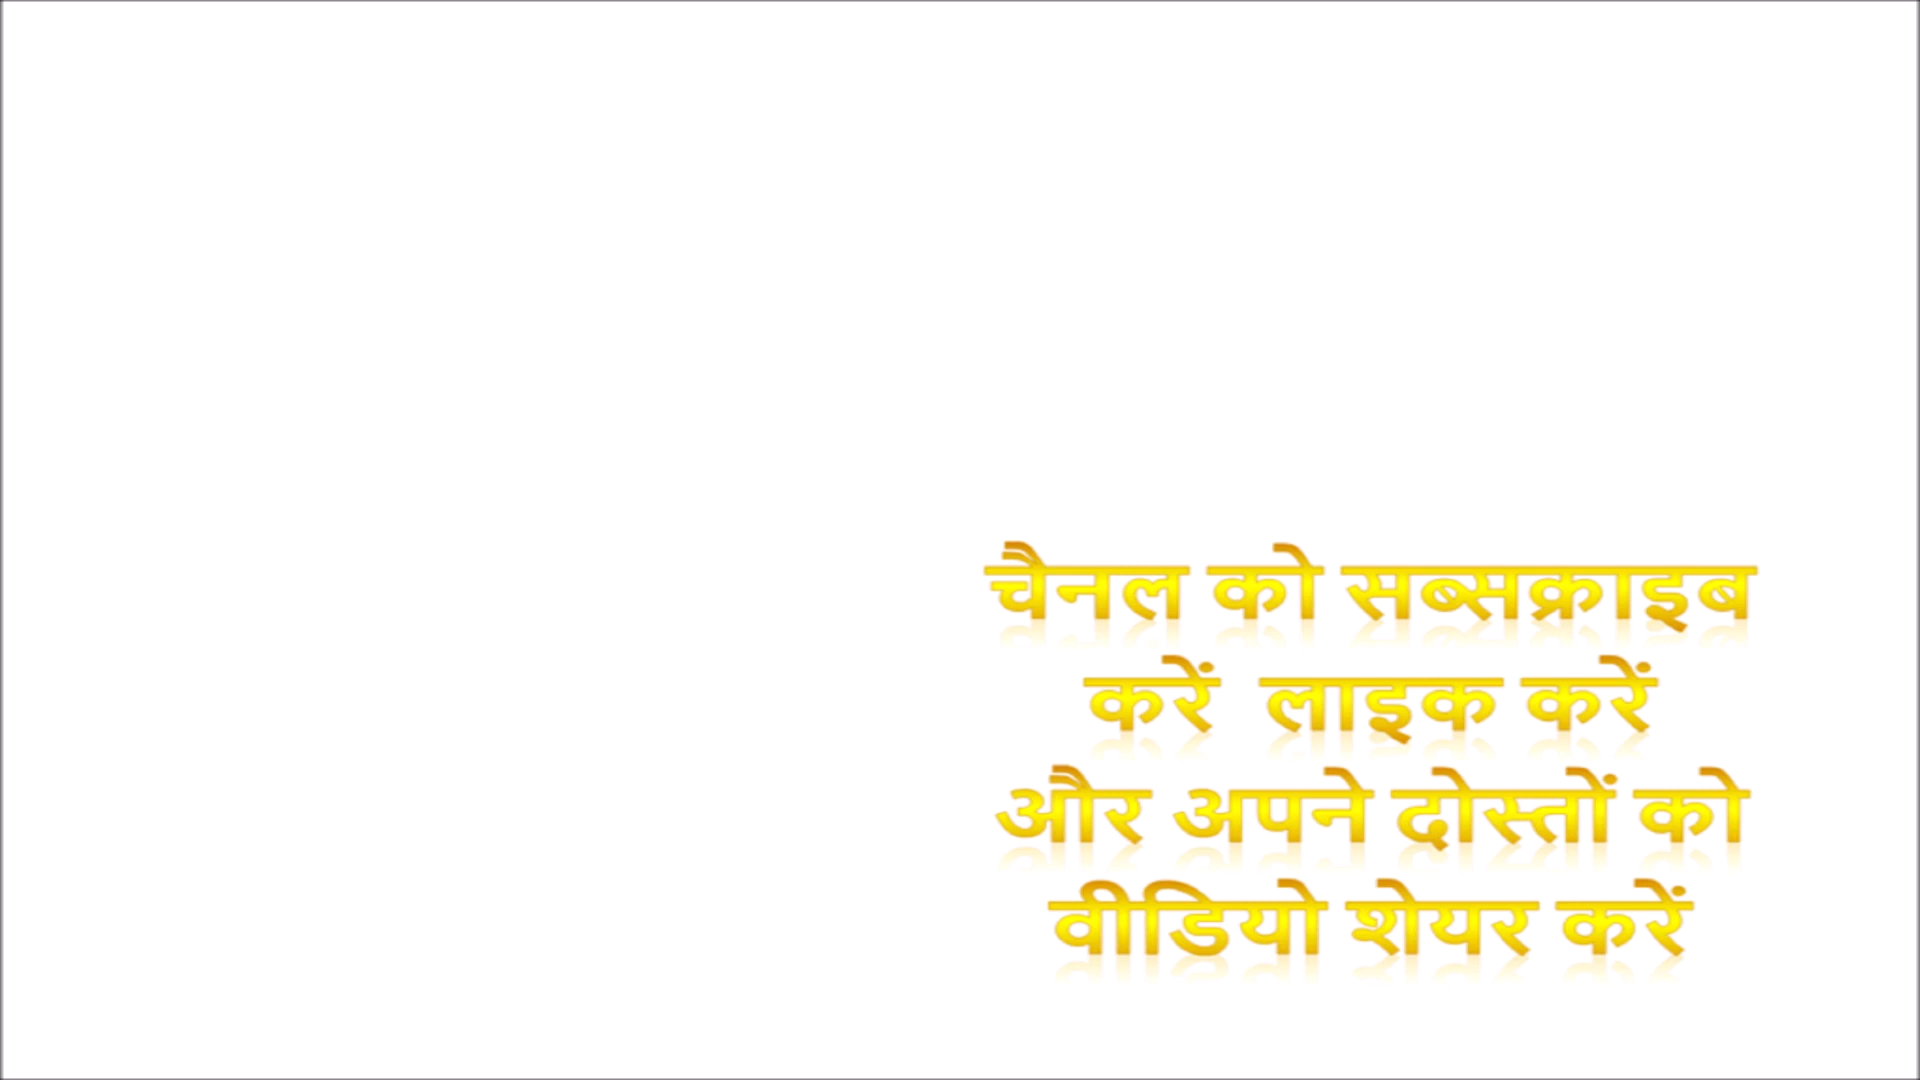 चैनल को सब्सक्राइब
करें  लाइक करें
और अपने दोस्तों को
वीडियो शेयर करें